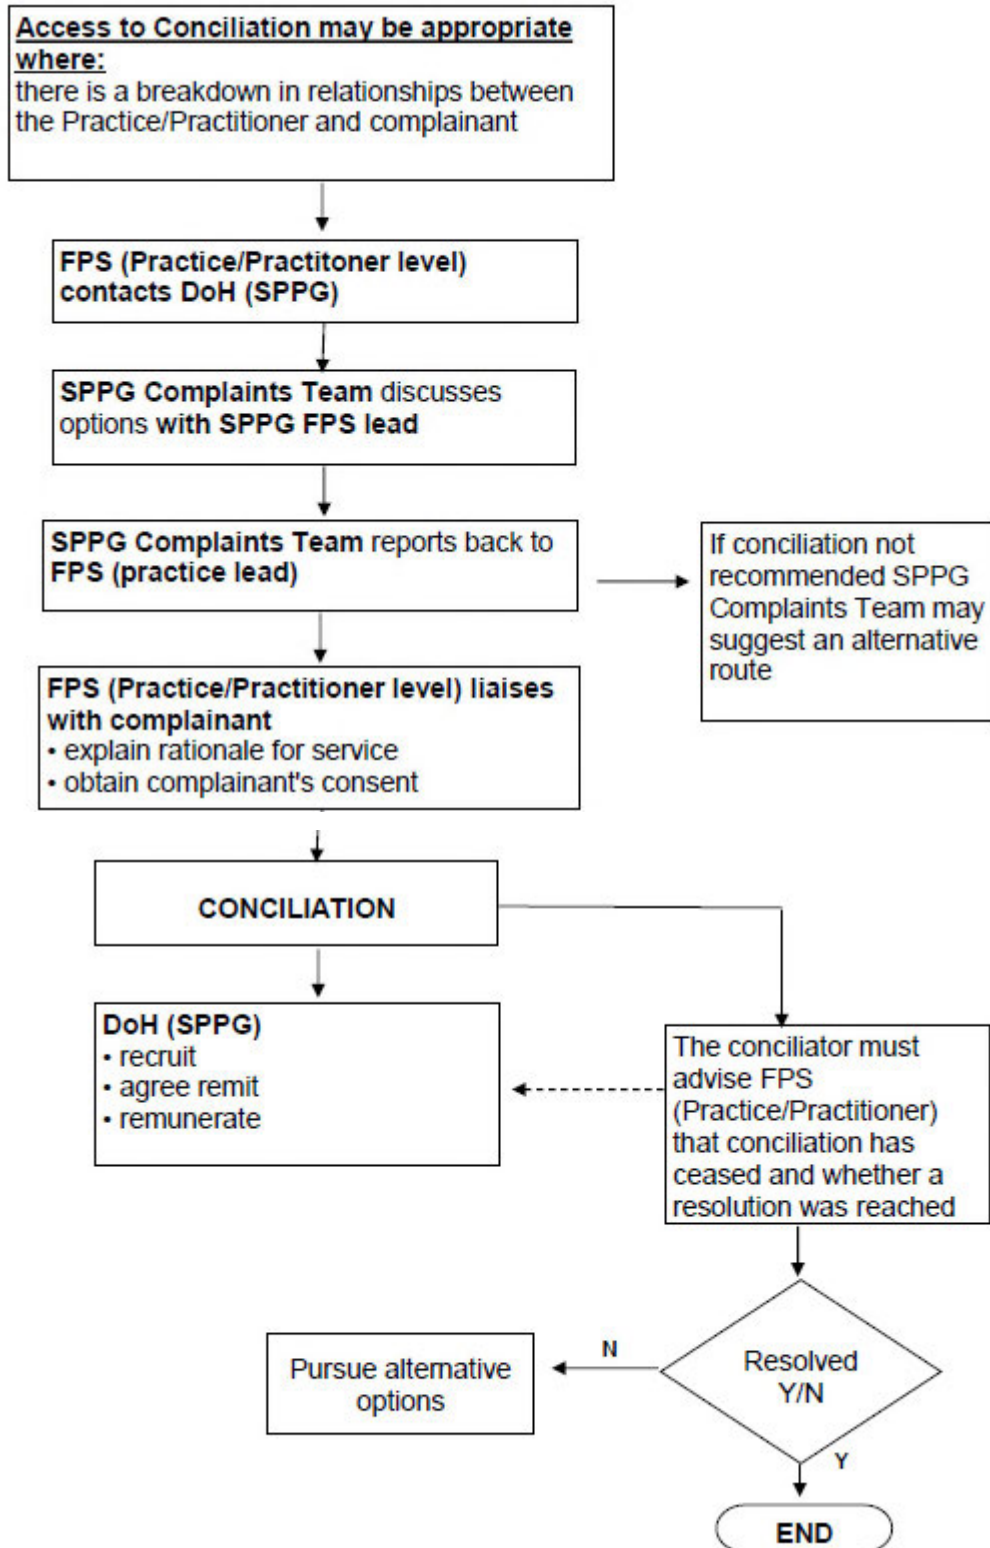 Access to Conciliation may be appropriate
where:
there is a breakdown in relationships between
the Practice/Practitioner and complainant
FPS (Practice/Practitoner level)
contacts DoH (SPPG)
SPPG Complaints Team discusses
options with SPPG FPS lead
SPPG Complaints Team reports back to
FPS (practice lead)
If conciliation not
recommended SPPG
Complaints Team may
suggest an alternative
route
FPS (Practice/Practitioner level) liaises
with complainant
• explain rationale for service
• obtain complainant's consent
CONCILIATION
DoH (SPPG)
• recruit
• agree remit
• remunerate
The conciliator must
advise FPS
(Practice/Practitioner)
that conciliation has
ceased and whether a
resolution was reached
Resolved
Y/N
N
Pursue alternative
options
Y
END